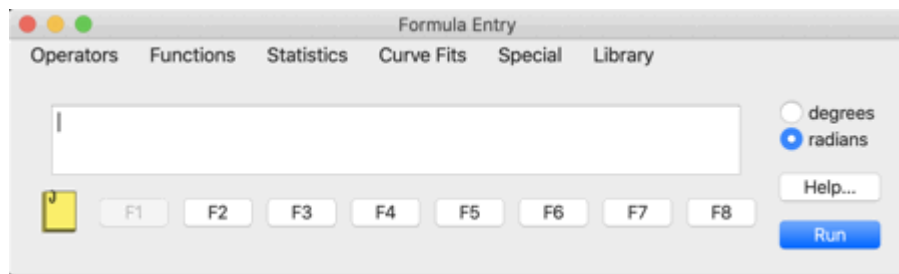 Formula Entry
Operators Functions Statistics Curve Fits Special Library
degrees
radians
Help...
F1 F2 F3 F4 F5 F6 F7 F8
Run